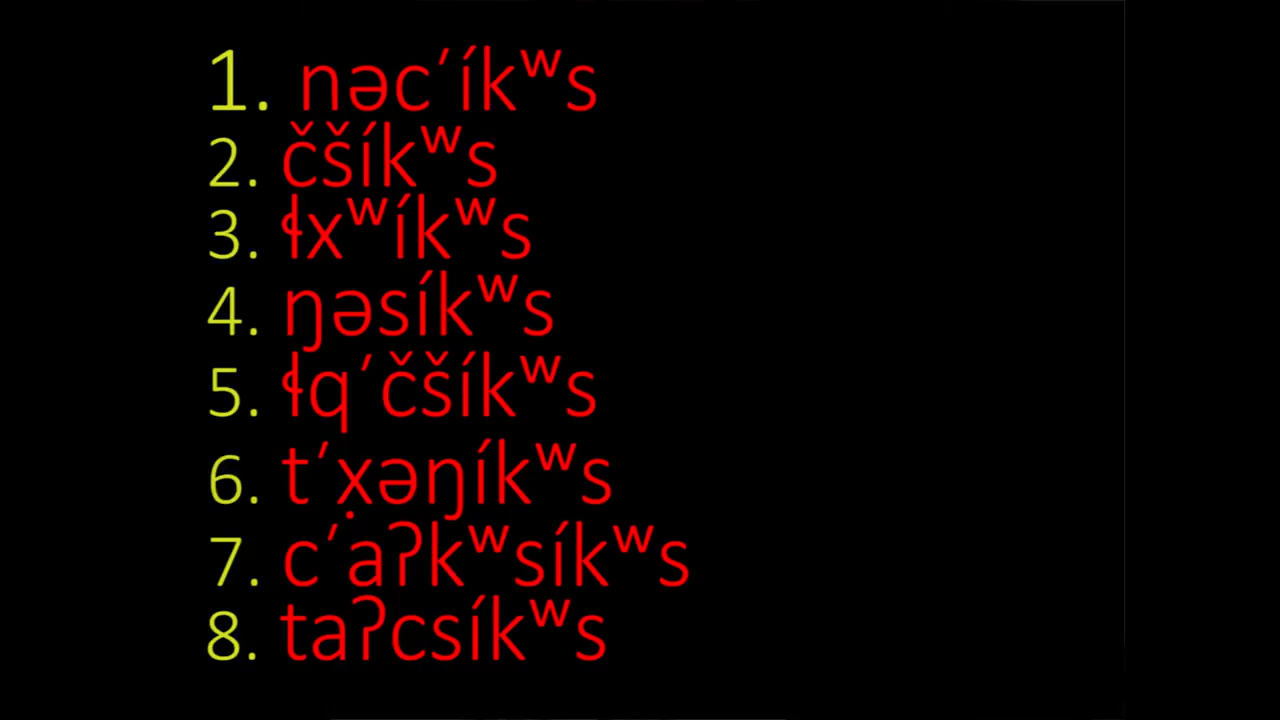 1. nəc̓íkʷs
2. čšíkʷs
3. ɬxʷíkʷs
4. ŋəsíkʷs
5. ɬq̓čšíkʷs
6. t̓x̣əŋíkʷs
7. c̓aʔkʷsíkʷs
8. taʔcsíkʷs